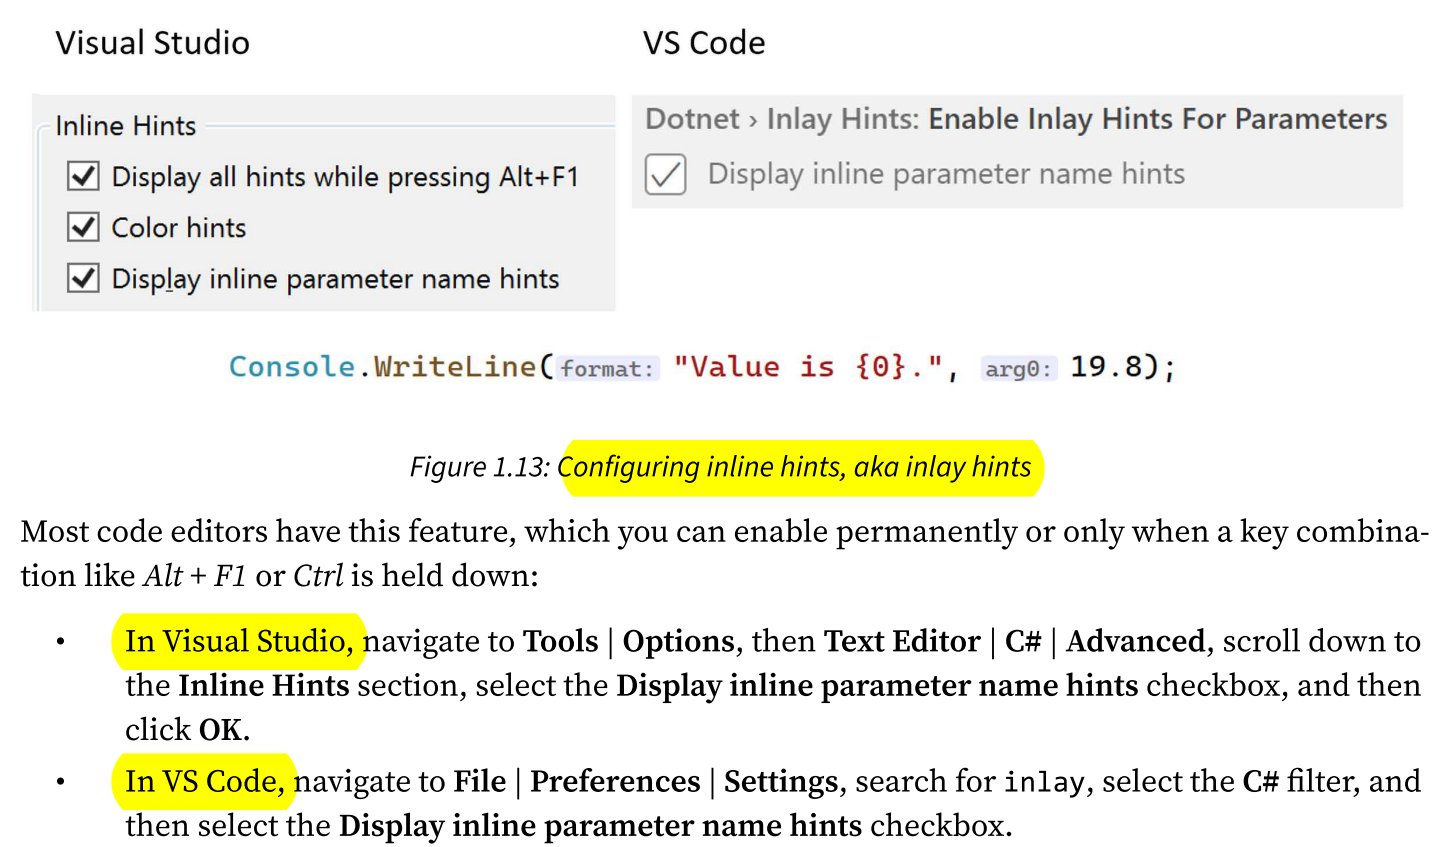 Visual Studio
VS Code
Inline Hints
Display all hints while pressing Alt+F1
Color hints
Display inline parameter name hints
Dotnet › Inlay Hints: Enable Inlay Hints For Parameters
Display inline parameter name hints
Console.WriteLine(format: "Value is {0}.", arg0: 19.8);
Figure 1.13: Configuring inline hints, aka inlay hints
Most code editors have this feature, which you can enable permanently or only when a key combina-
tion like Alt + F1 or Ctrl is held down:
• In Visual Studio, navigate to Tools | Options, then Text Editor | C# | Advanced, scroll down to
the Inline Hints section, select the Display inline parameter name hints checkbox, and then
click OK.
• In VS Code, navigate to File | Preferences | Settings, search for inlay, select the C# filter, and
then select the Display inline parameter name hints checkbox.